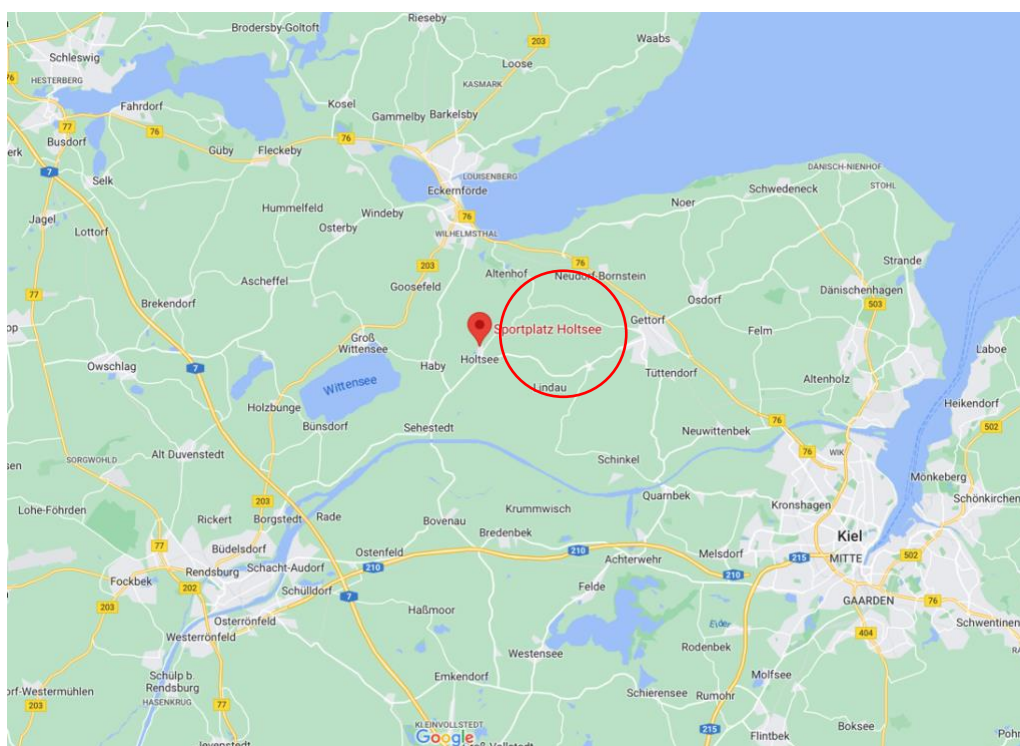 Rieseby
Brodersby-Goltoft
203
Waabs
Schleswig
Loose
76
HESTERBERG
KASMARK
Kosel
Fahrdorf
Gammelby
Barkelsby
77
76
76
Busdorf
Güby
Fleckeby
7
LOUISENBERG
DÄNISCH-NIENHOF
Selk
Eckernförde
Schwedeneck
STOHL
Hummelfeld
Windeby
76
Noer
Jagel
Osterby
WILHELMSTHAL
Lottorf
76
Strande
203
Altenhof
Neudorf-Bornstein
Ascheffel
Goosefeld
Dänischenhagen
77
Brekendorf
Osdorf
503
Gettorf
Sportplatz Holtsee
Felm
Groß
Wittensee
Laboe
Holtsee
Owschlag
7
Haby
Tüttendorf
Altenholz
Wittensee
Lindau
Holzbunge
Heikendorf
Bünsdorf
Sehestedt
76
502
Neuwittenbek
SORGWOHLD
Alt Duvenstedt
76
WIK
Schinkel
Mönkeberg
203
Quarnbek
Schönkirchen
Lohe-Föhrden
Krummwisch
Kronshagen
Rickert
Borgstedt
Rade
Bovenau
Bredenbek
Kiel
77
Büdelsdorf
Ostenfeld
210
215
MITTE
502
Rendsburg
Schacht-Audorf
210
Achterwehr
Melsdorf
210
Fockbek
202
Schülldorf
7
Felde
GAARDEN
76
203
Haßmoor
Osterrönfeld
Eider
Schwentinen
Westerrönfeld
404
Rodenbek
Westensee
Schülp b.
Rendsburg
Emkendorf
Molfsee
orf-Westermühlen
HASENKRUG
Schierensee
Rumohr
203
77
KLEINVOLLSTEDT
215
Boksee
Google
Flintbek
Jevenstedt